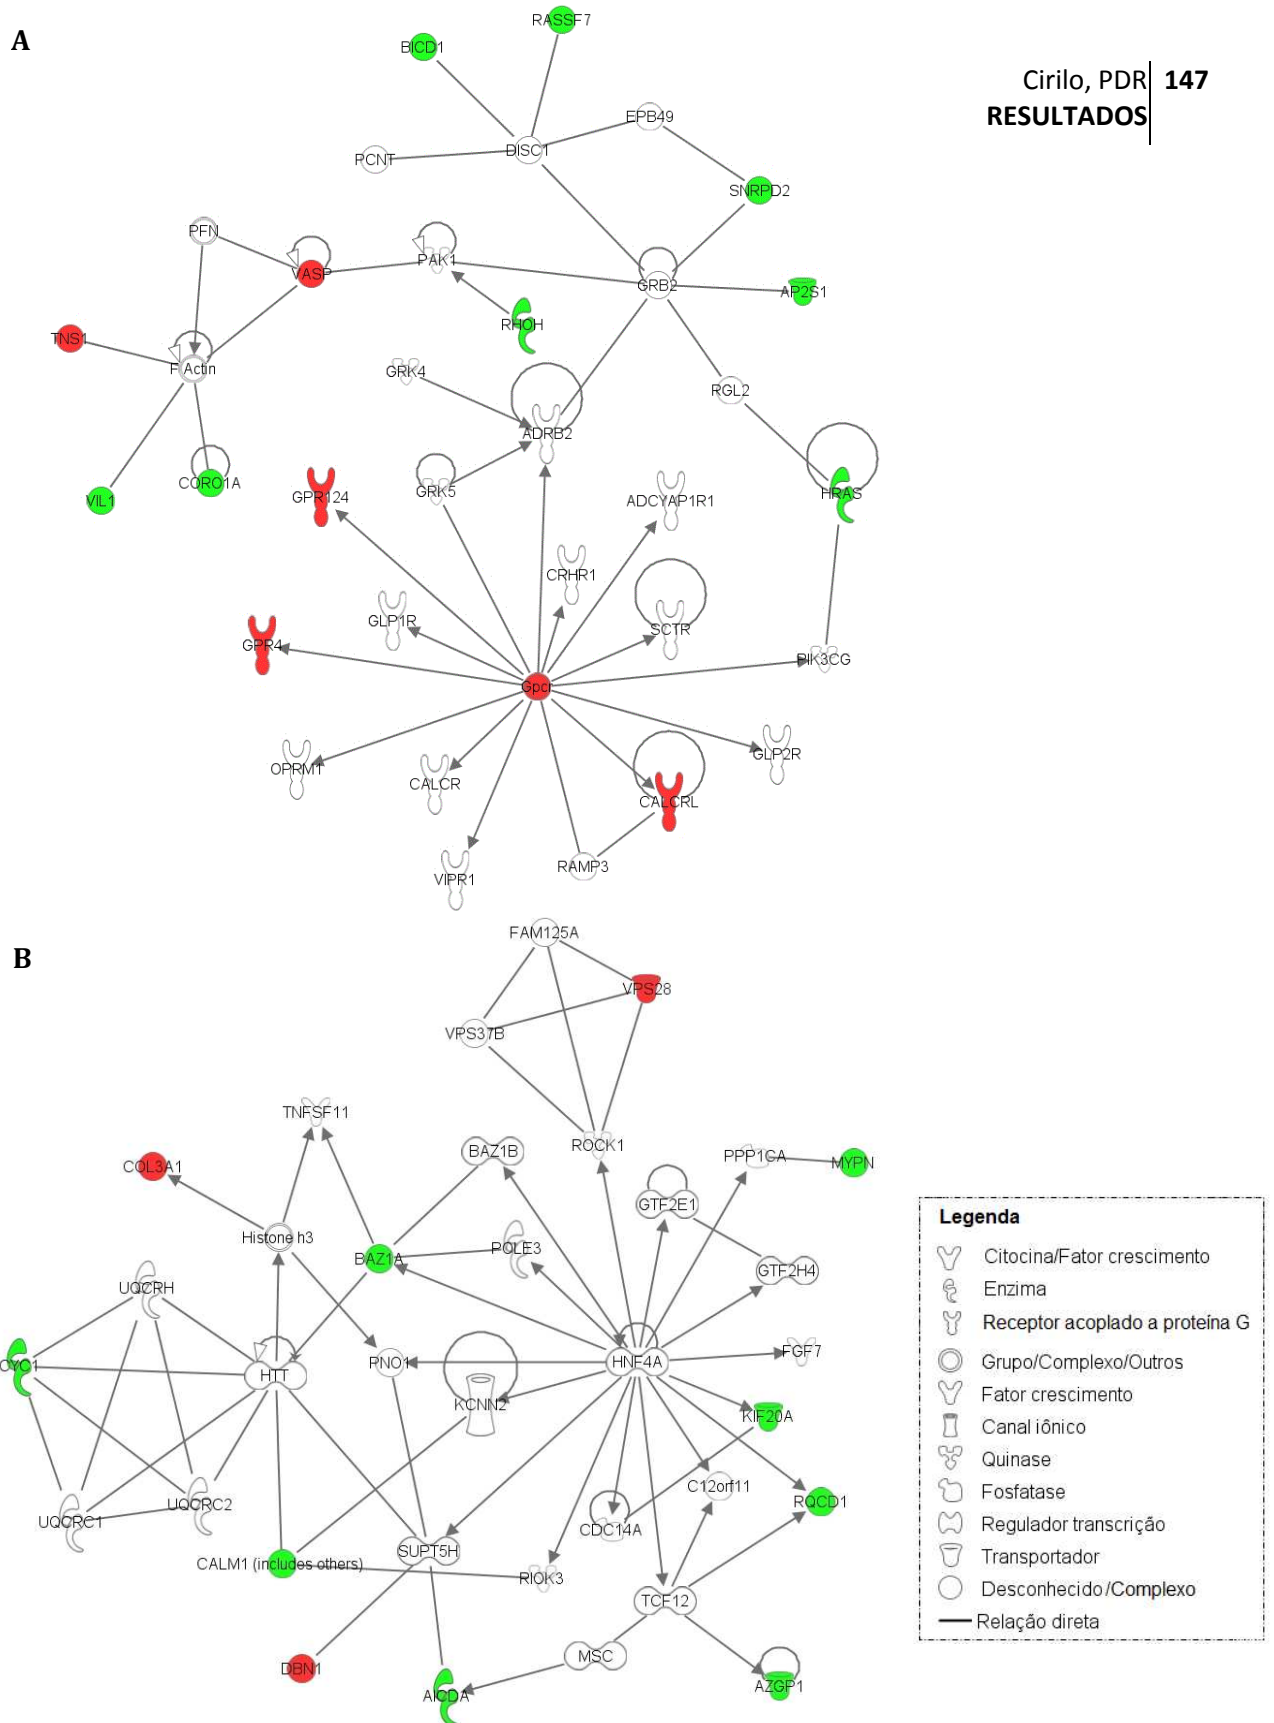 A
Cirilo, PDR 147
RESULTADOS
RASSF7
BICD1
EPB49
DISC1
PCNT
SNRPD2
PFN
PAK1
VASP
GRB2
AP2S1
RHOH
TNS1
F Actin
GRK4
RGL2
ADRB2
CORO1A
VIL1
GPR124
GRK5
ADCYAP1R1
HRAS
CRHR1
GLP1R
SCTR
GPR4
PIK3CG
Gpcr
OPRM1
CALCR
GLP2R
CALCRL
RAMP3
VIPR1
B
FAM125A
VPS28
VPS37B
TNFSF11
ROCK1
BAZ1B
PPP1CA
MYPN
COL3A1
GTF2E1
Histone h3
BAZ1A
POLE3
GTF2H4
UQCRH
CYC1
HTT
PNO1
HNF4A
FGF7
KCNN2
KIF20A
C12orf11
RQCD1
UQCRC2
UQCRC1
CDC14A
SUPT5H
CALM1 (includes others)
RIOK3
TCF12
MSC
DBN1
AICDA
AZGP1
Legenda
Citocina/Fator crescimento
Enzima
Receptor acoplado a proteína G
Grupo/Complexo/Outros
Fator crescimento
Canal iônico
Quinase
Fosfatase
Regulador transcrição
Transportador
Desconhecido/Complexo
Relação direta